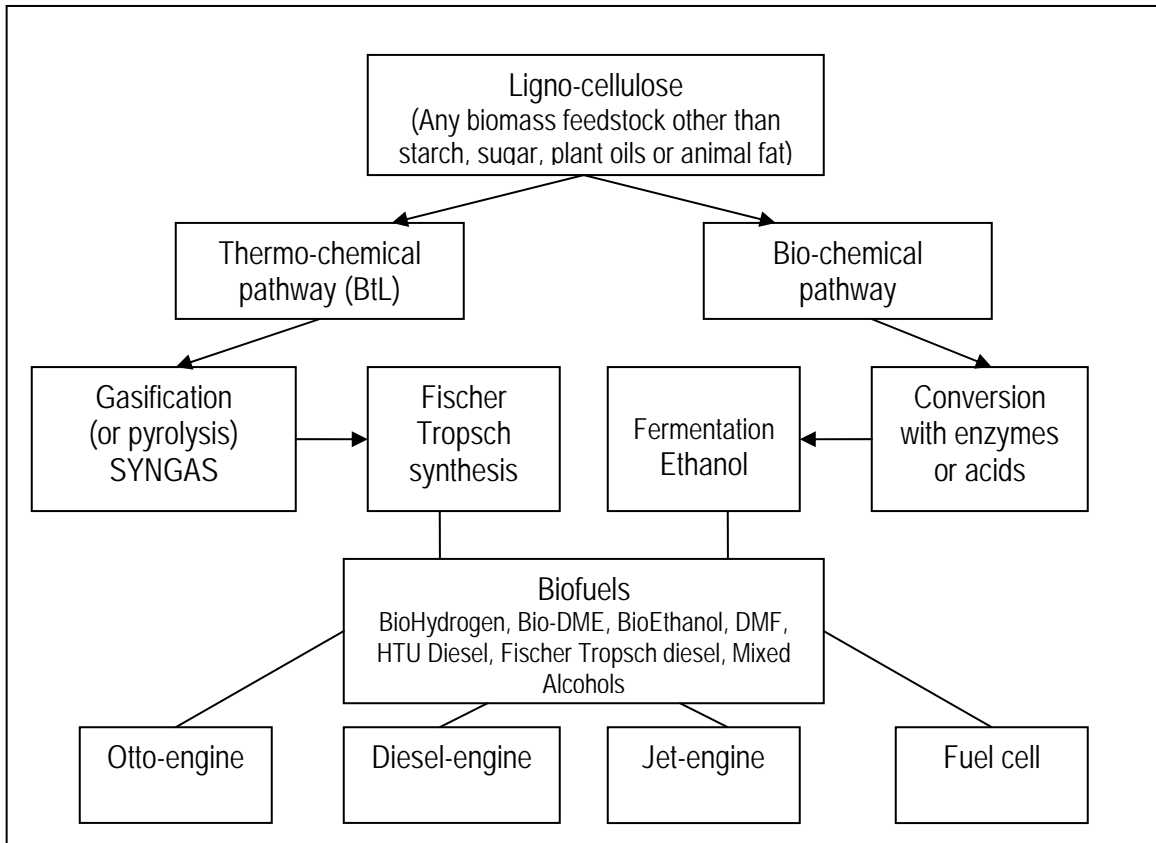 Ligno-cellulose
(Any biomass feedstock other than
starch, sugar, plant oils or animal fat)
Thermo-chemical
pathway (BtL)
Bio-chemical
pathway
Gasification
(or pyrolysis)
SYNGAS
Fischer
Tropsch
synthesis
Fermentation
Ethanol
Conversion
with enzymes
or acids
Biofuels
BioHydrogen, Bio-DME, BioEthanol, DMF,
HTU Diesel, Fischer Tropsch diesel, Mixed
Alcohols
Otto-engine
Diesel-engine
Jet-engine
Fuel cell